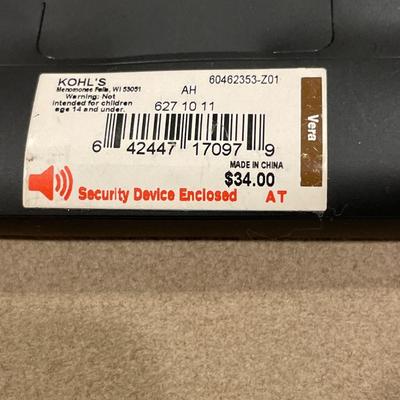 KOHL'S
Menomonee Falls, WI 53051
Warning: Not
intended for children
age 14 and under.
60462353-Z01
AH
627 10 11
6 42447 17097 9
MADE IN CHINA
$34.00
Security Device Enclosed AT
Vera